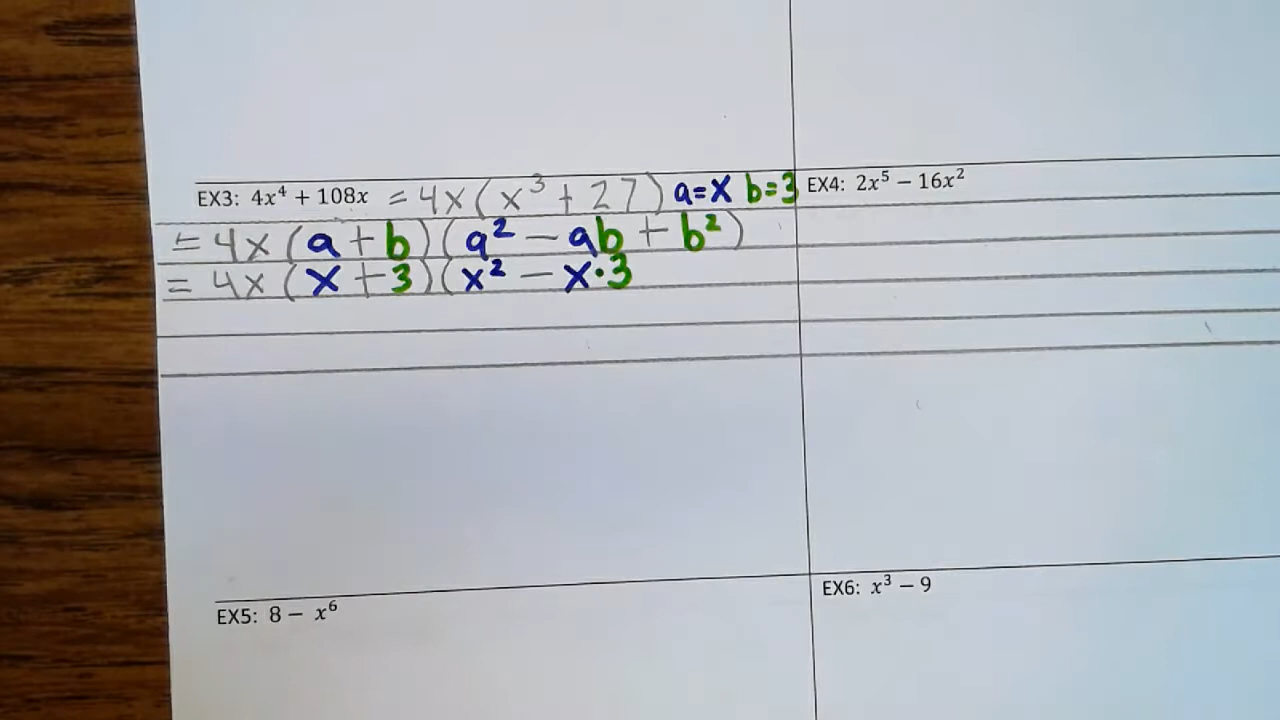 EX3: 4x⁴ + 108x = 4x(x³ + 27) a=x b=3
= 4x(a+b)(a² − ab + b²)
= 4x(x+3)(x² − x·3
EX4: 2x⁵ − 16x²
EX5: 8 − x⁶
EX6: x³ − 9